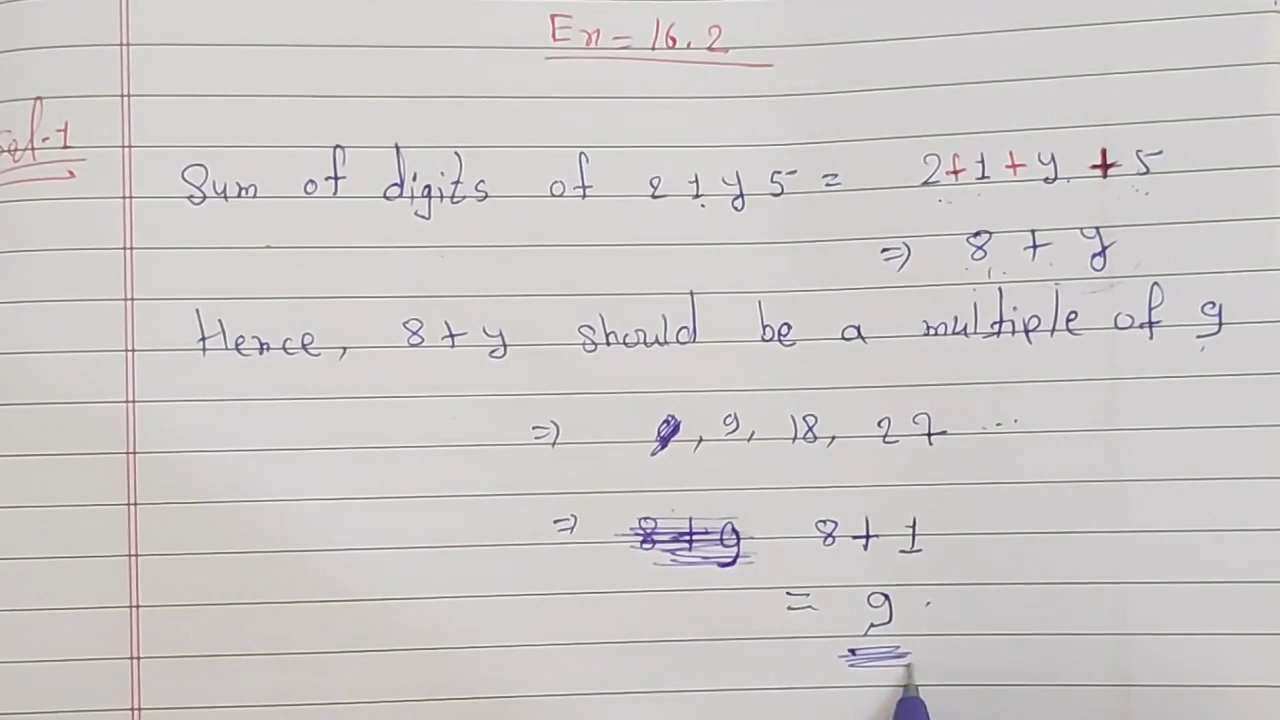 Ex = 16.2
Sol-1
Sum of digits of 21y5 = 2+1+y+5
⇒ 8 + y
Hence, 8+y should be a multiple of 9
⇒ , 9, 18, 27 ...
⇒ 8+9 8+1
= 9